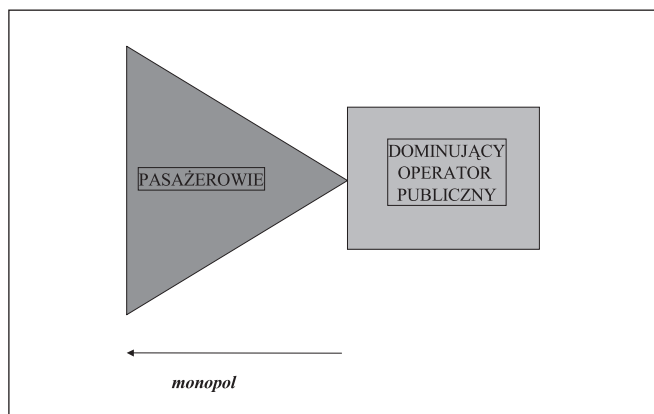 PASAŻEROWIE
DOMINUJĄCY
OPERATOR
PUBLICZNY
monopol